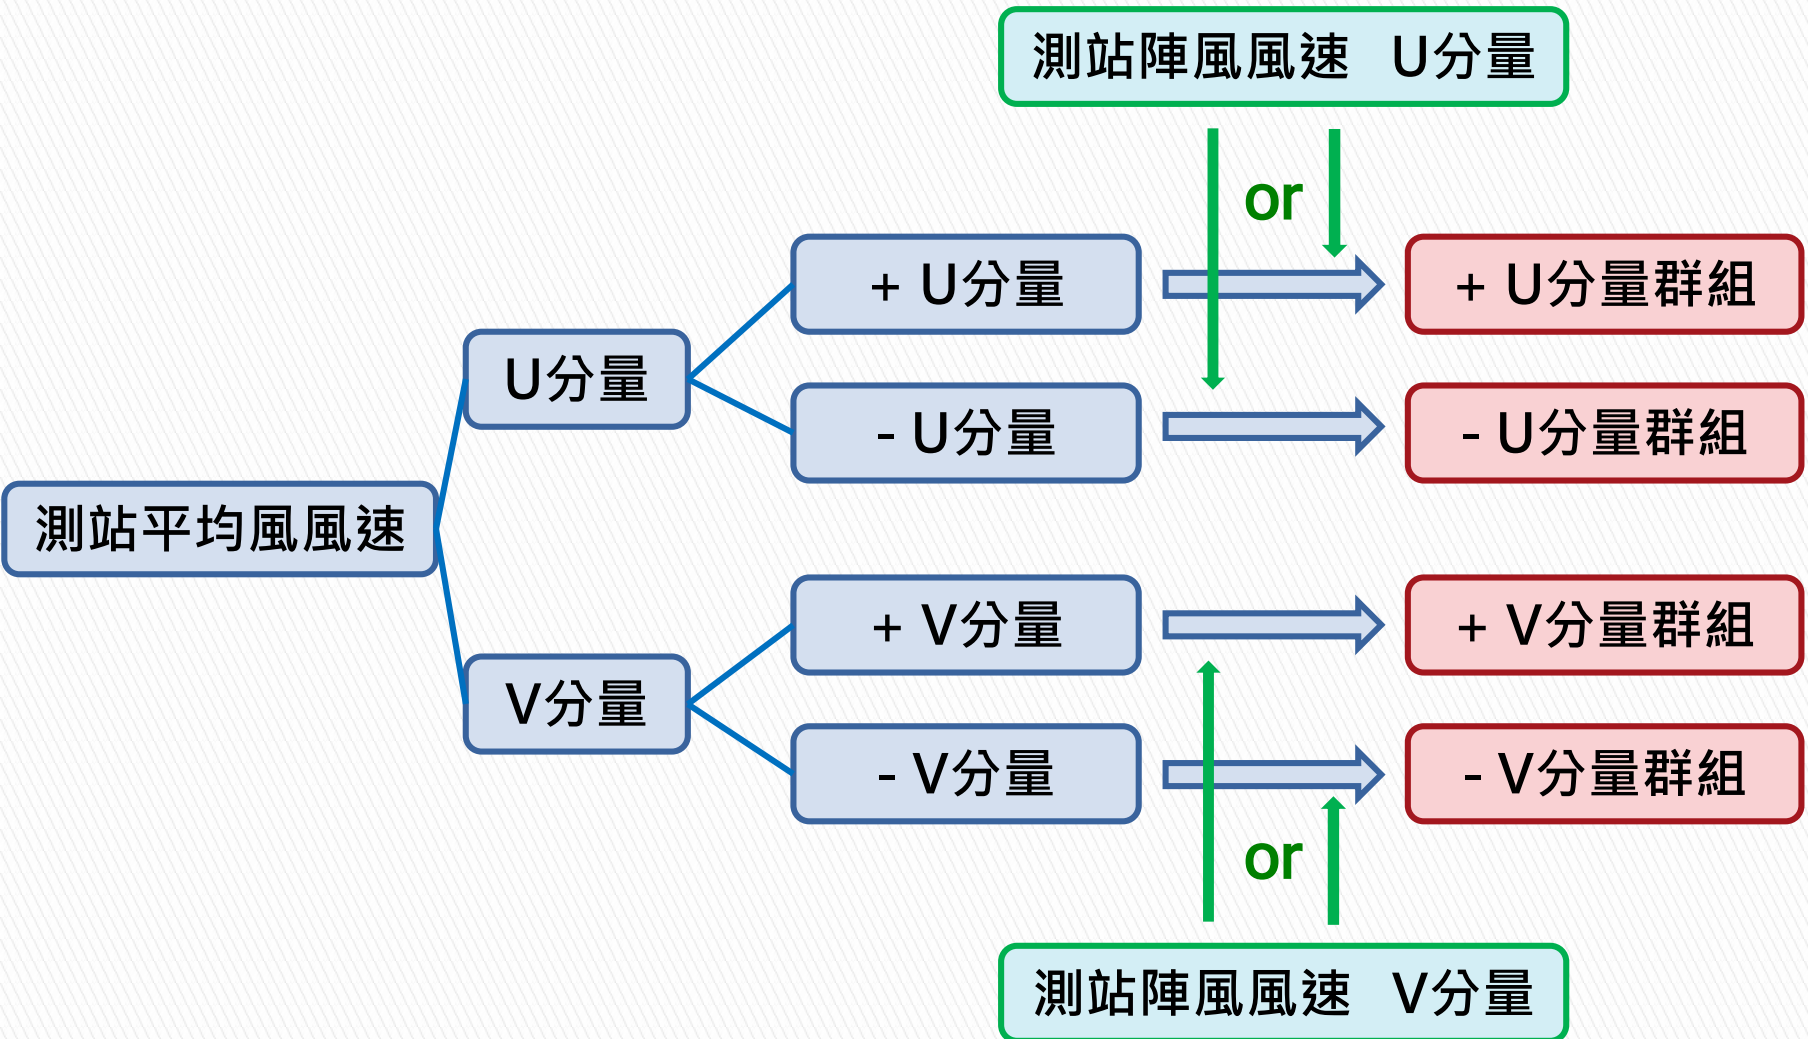 測站陣風風速 U分量
or
+ U分量
+ U分量群組
U分量
- U分量
- U分量群組
測站平均風風速
+ V分量
+ V分量群組
V分量
- V分量
- V分量群組
or
測站陣風風速 V分量